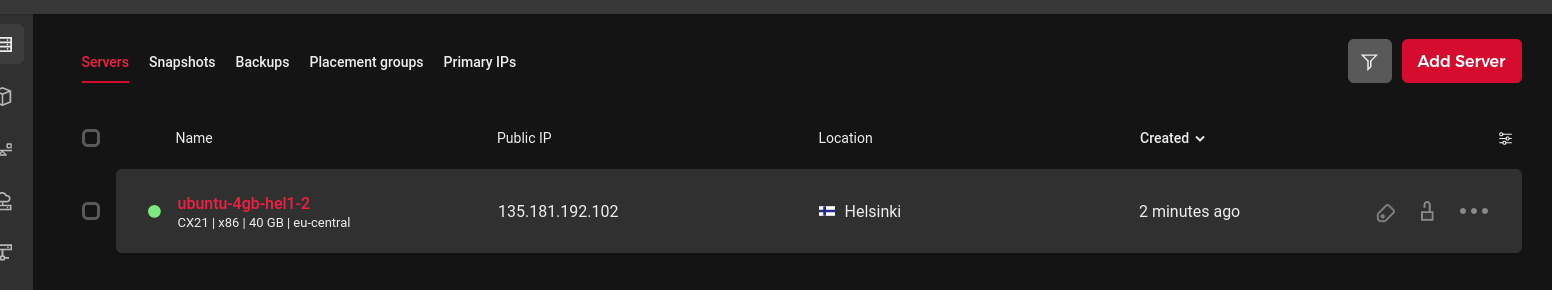 Servers Snapshots Backups Placement groups Primary IPs Add Server
Name Public IP Location Created
ubuntu-4gb-hel1-2 135.181.192.102 Helsinki 2 minutes ago
CX21 | x86 | 40 GB | eu-central